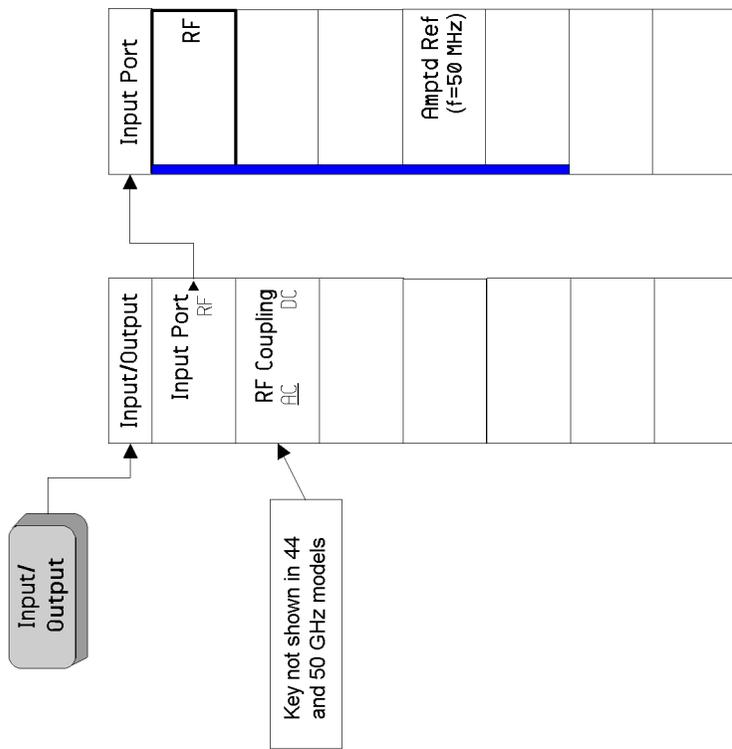 Input/
Output
Input/Output
Input Port
RF
RF Coupling
AC DC
Key not shown in 44
and 50 GHz models
Input Port
RF
Amptd Ref
(f=50 MHz)